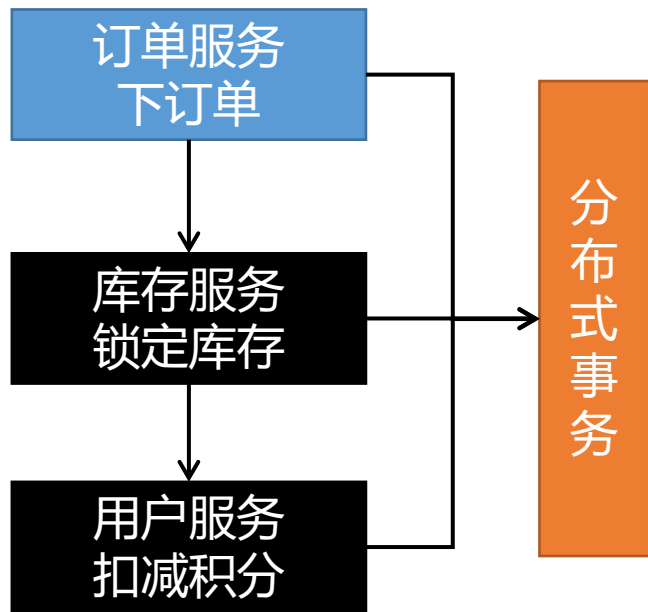 订单服务
下订单
库存服务
锁定库存
用户服务
扣减积分
分布式事务